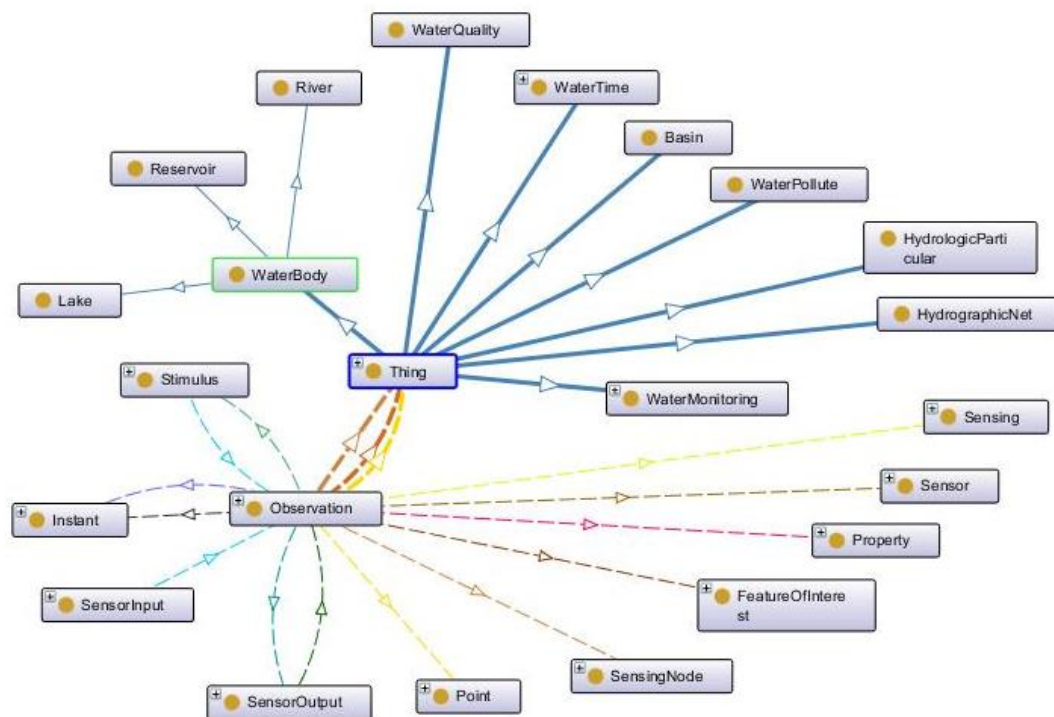 WaterQuality
River
WaterTime
Basin
Reservoir
WaterPollute
HydrologicParti
cular
WaterBody
Lake
HydrographicNet
Thing
Stimulus
WaterMonitoring
Sensing
Sensor
Observation
Instant
Property
SensorInput
FeatureOfIntere
st
SensingNode
SensorOutput
Point